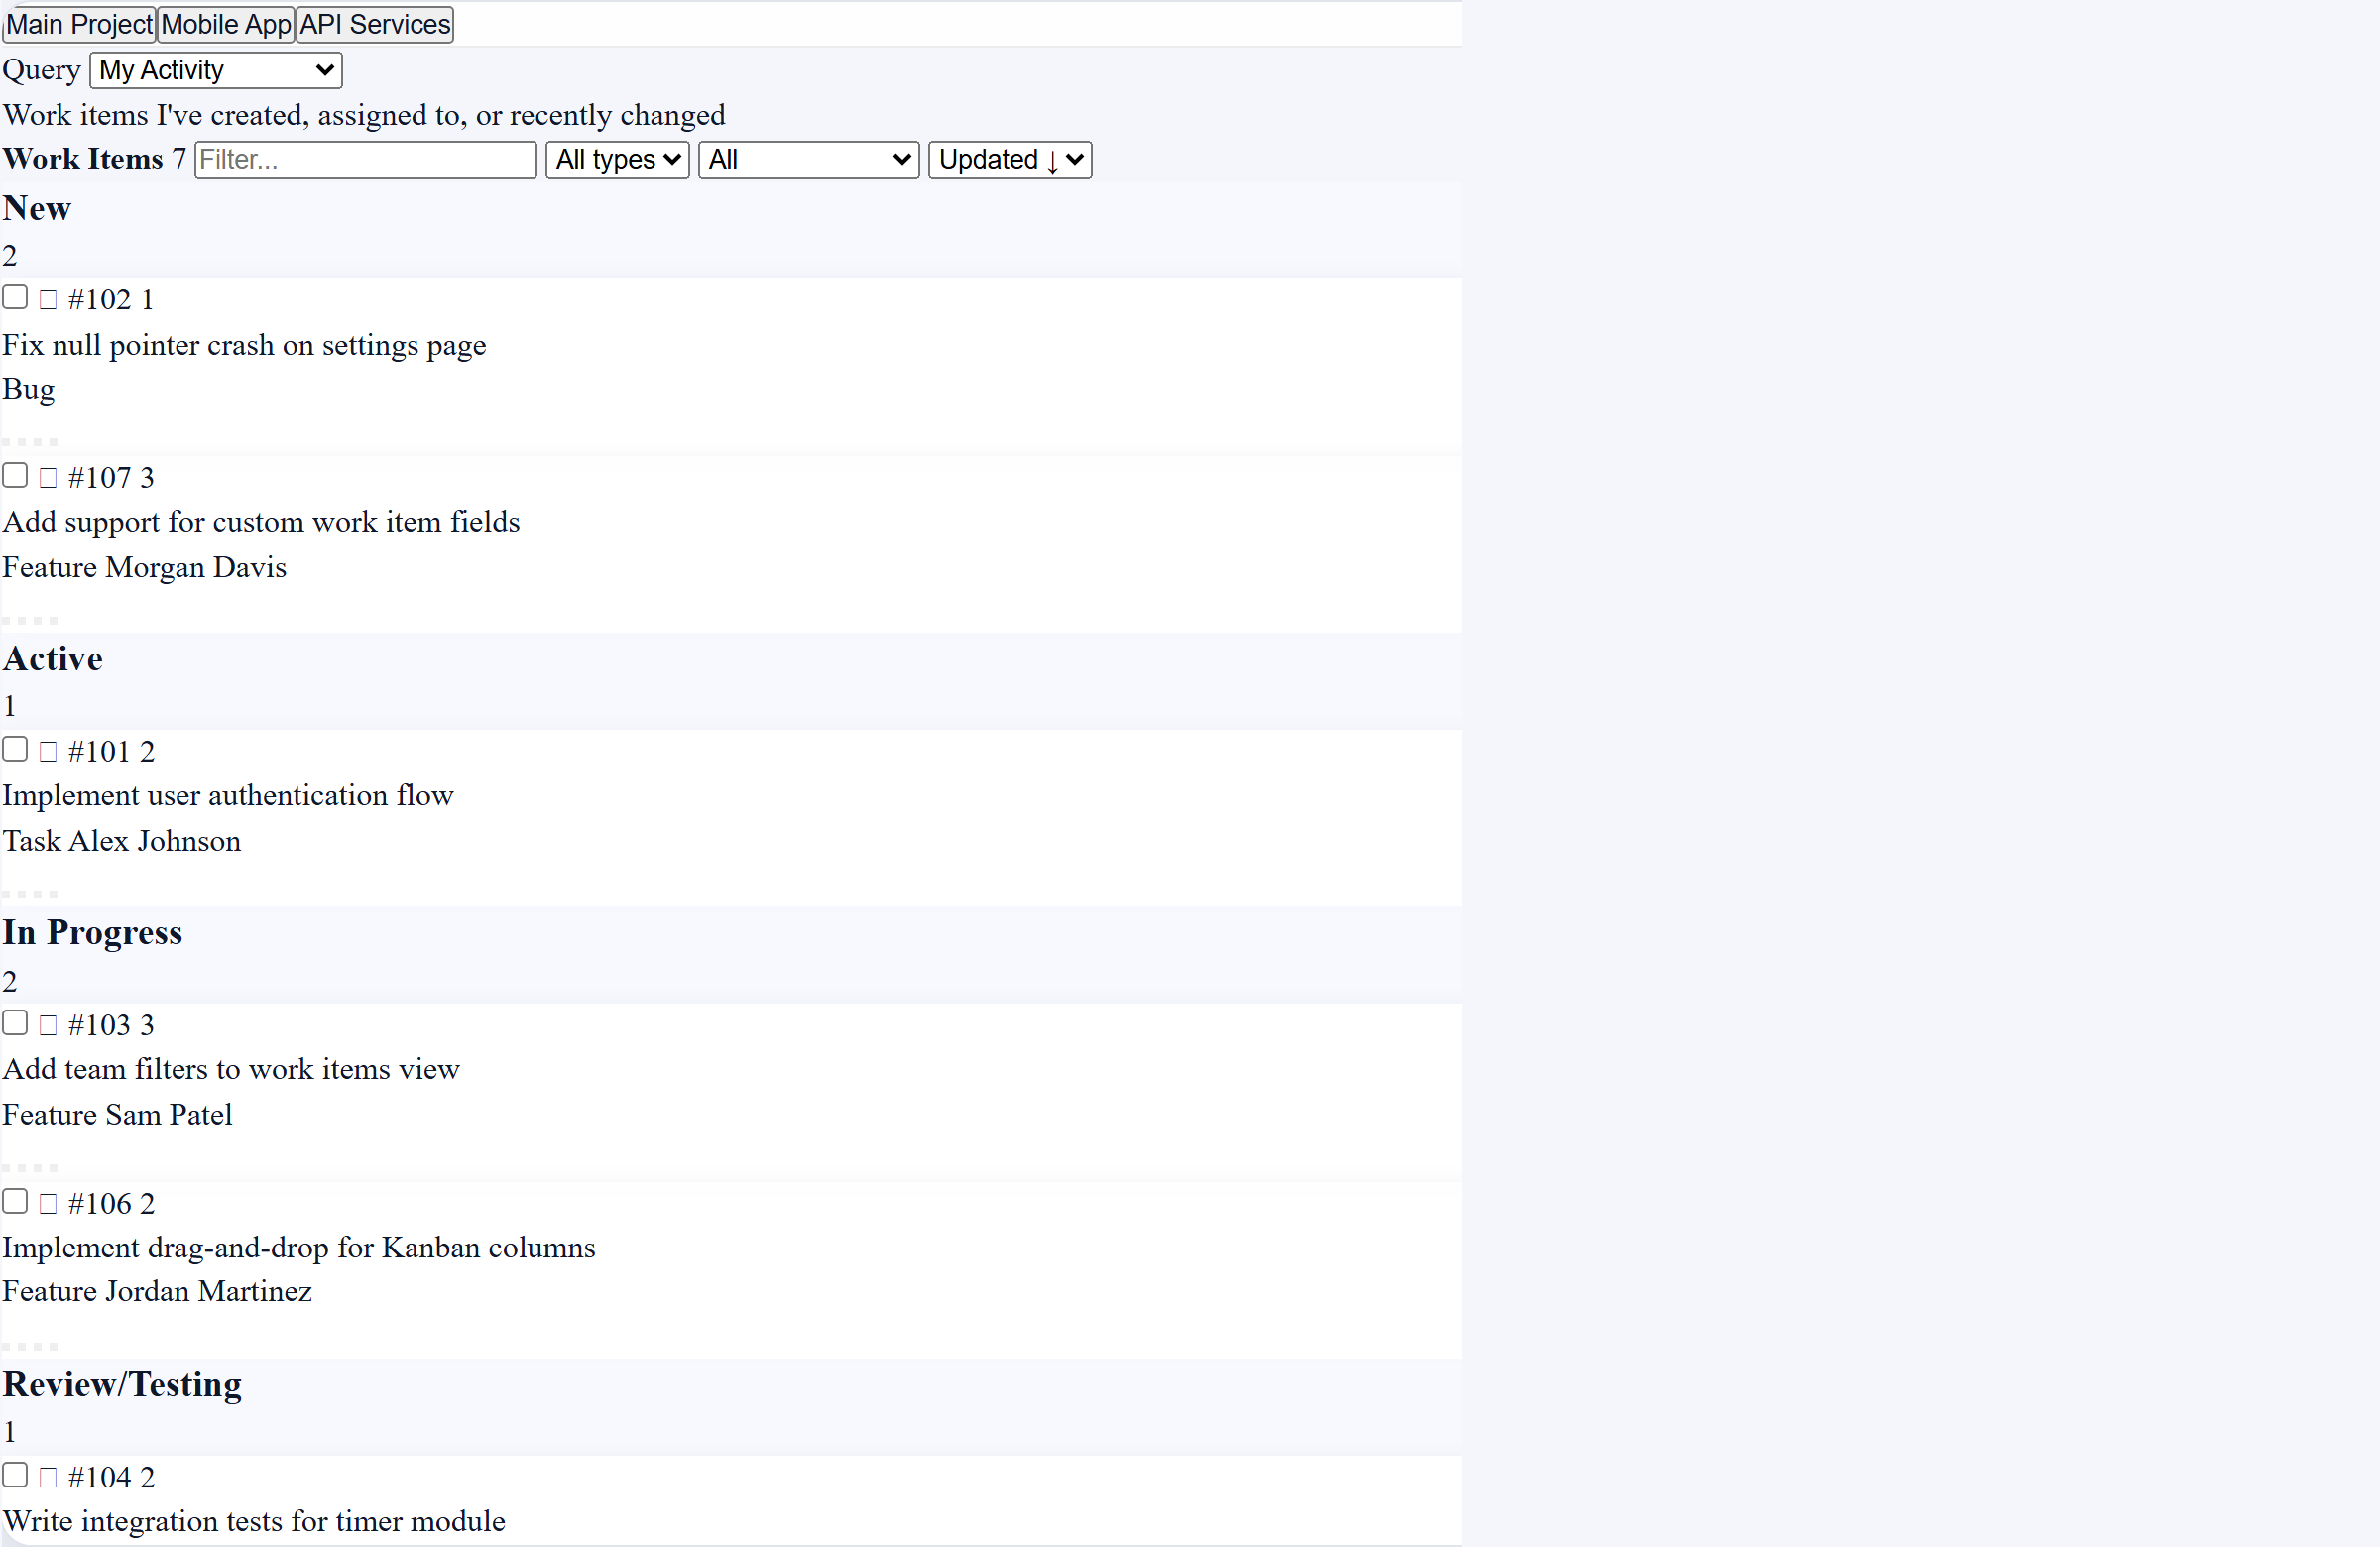 Main Project Mobile App API Services
Query My Activity
Work items I've created, assigned to, or recently changed
Work Items 7 Filter... All types All Updated ↓
New
2
#102 1
Fix null pointer crash on settings page
Bug
#107 3
Add support for custom work item fields
Feature Morgan Davis
Active
1
#101 2
Implement user authentication flow
Task Alex Johnson
In Progress
2
#103 3
Add team filters to work items view
Feature Sam Patel
#106 2
Implement drag-and-drop for Kanban columns
Feature Jordan Martinez
Review/Testing
1
#104 2
Write integration tests for timer module